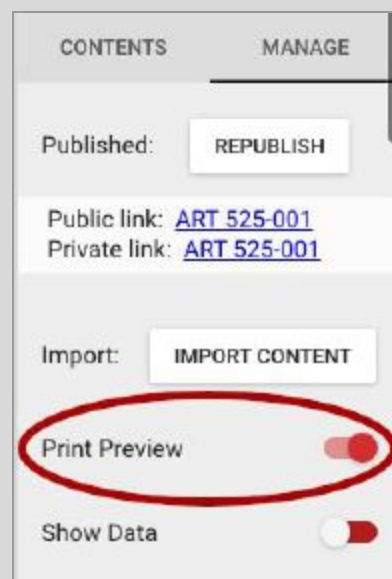 CONTENTS MANAGE
Published: REPUBLISH
Public link: ART 525-001
Private link: ART 525-001
Import: IMPORT CONTENT
Print Preview
Show Data